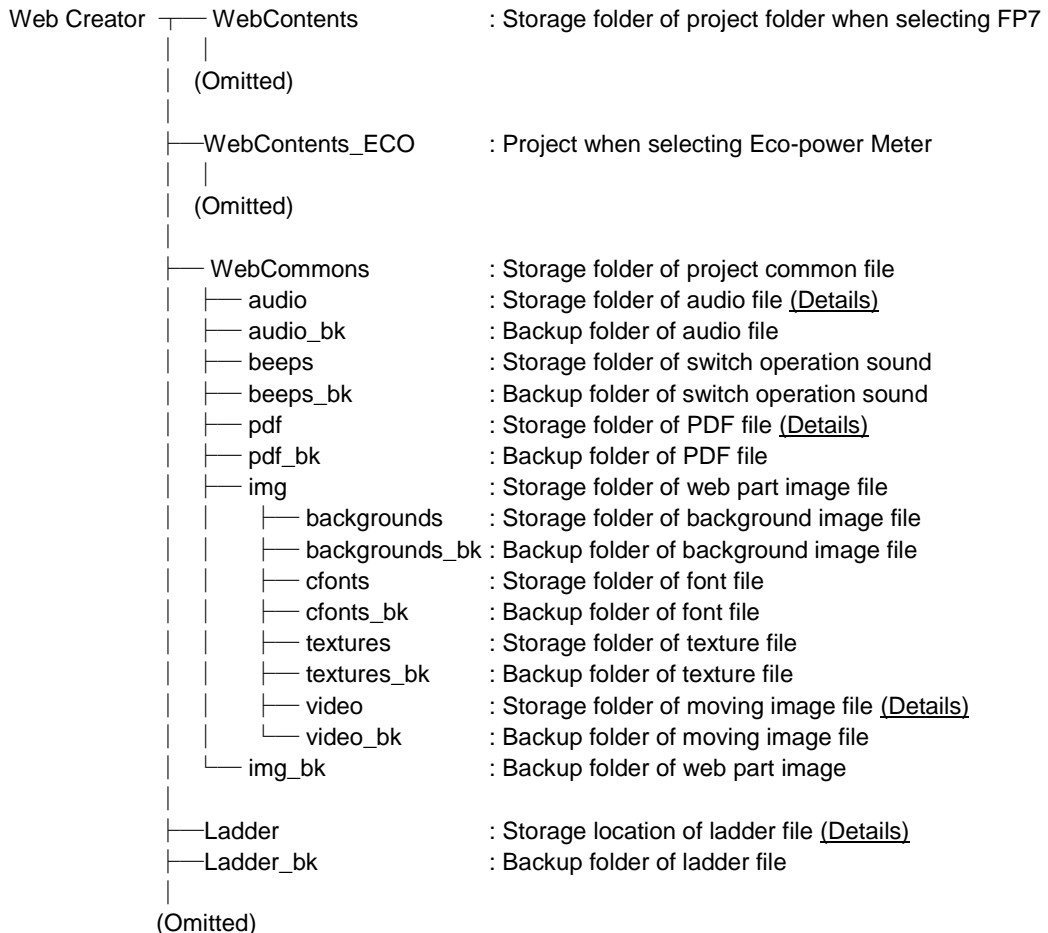 Web Creator WebContents : Storage folder of project folder when selecting FP7
(Omitted)
WebContents_ECO : Project when selecting Eco-power Meter
(Omitted)
WebCommons : Storage folder of project common file
audio : Storage folder of audio file (Details)
audio_bk : Backup folder of audio file
beeps : Storage folder of switch operation sound
beeps_bk : Backup folder of switch operation sound
pdf : Storage folder of PDF file (Details)
pdf_bk : Backup folder of PDF file
img : Storage folder of web part image file
backgrounds : Storage folder of background image file
backgrounds_bk : Backup folder of background image file
cfonts : Storage folder of font file
cfonts_bk : Backup folder of font file
textures : Storage folder of texture file
textures_bk : Backup folder of texture file
video : Storage folder of moving image file (Details)
video_bk : Backup folder of moving image file
img_bk : Backup folder of web part image
Ladder : Storage location of ladder file (Details)
Ladder_bk : Backup folder of ladder file
(Omitted)